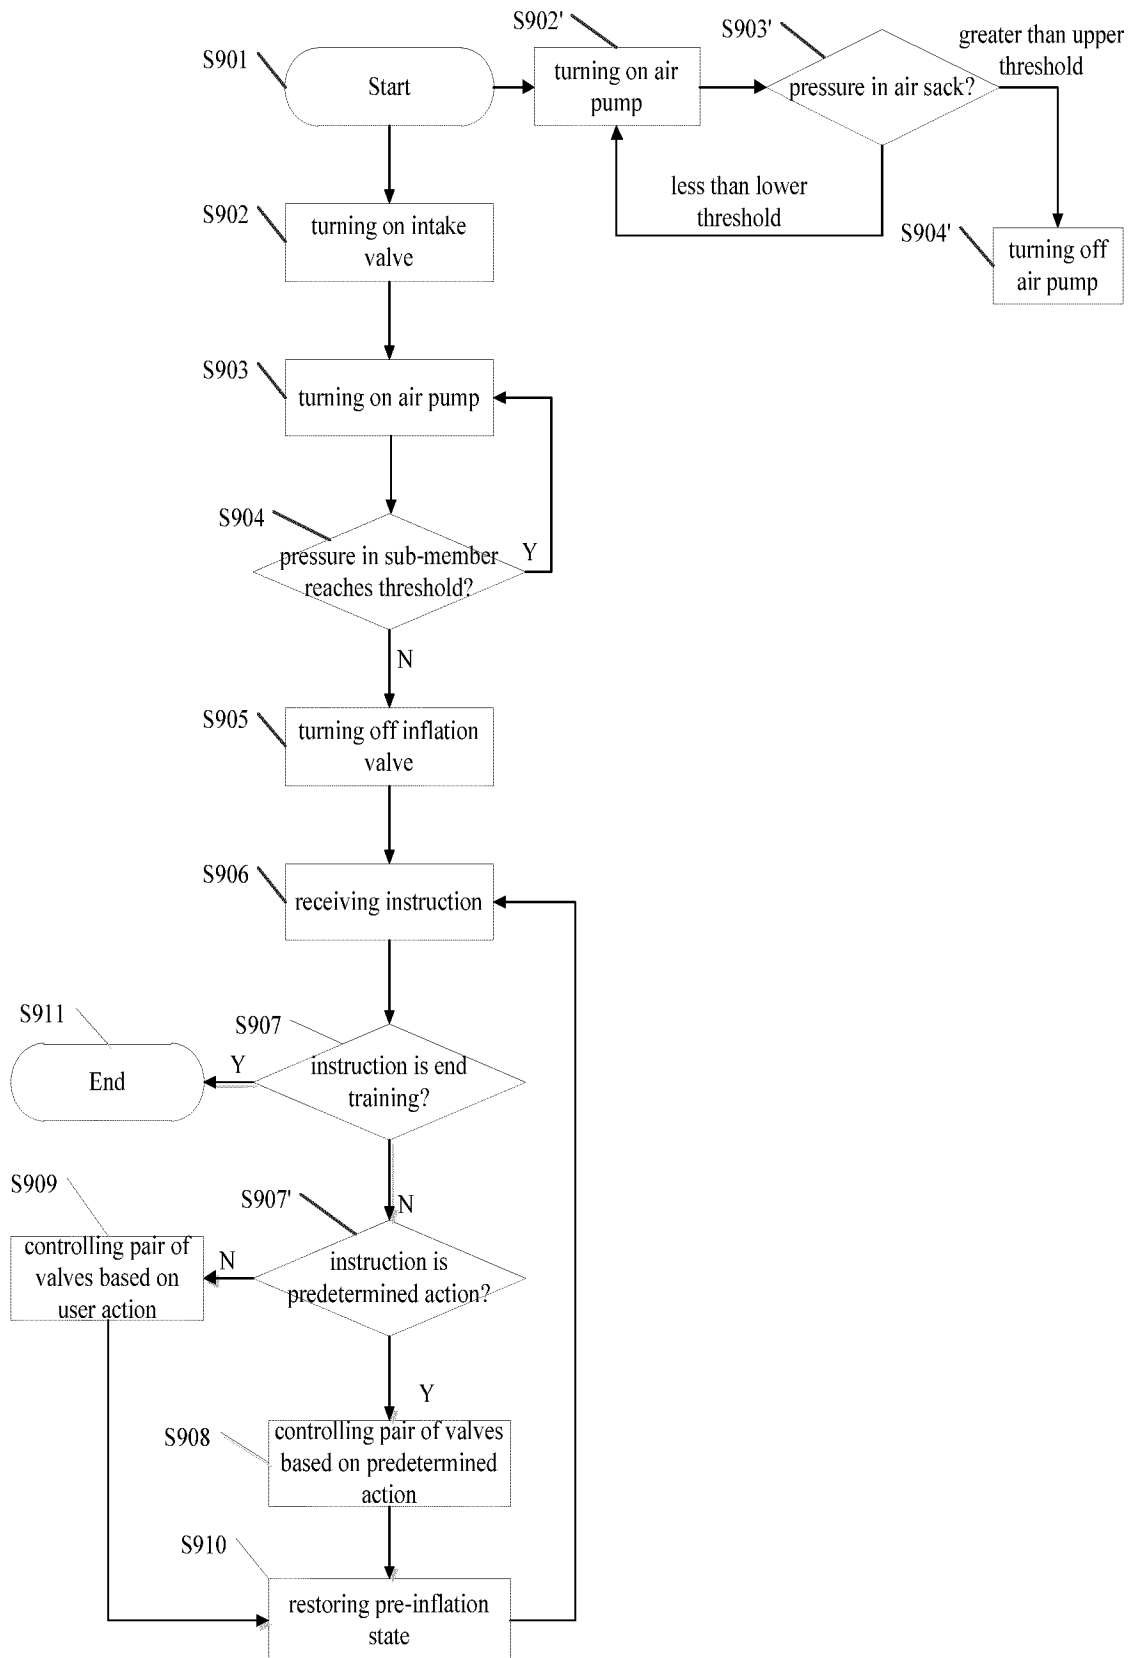 S901
Start
S902'
turning on air
pump
S903'
pressure in air sack?
greater than upper
threshold
less than lower
threshold
S904'
turning off
air pump
S902
turning on intake
valve
S903
turning on air pump
S904
pressure in sub-member
reaches threshold?
Y
N
S905
turning off inflation
valve
S906
receiving instruction
S907
instruction is end
training?
Y
S911
End
N
S907'
instruction is
predetermined action?
N
S909
controlling pair of
valves based on
user action
Y
S908
controlling pair of valves
based on predetermined
action
S910
restoring pre-inflation
state